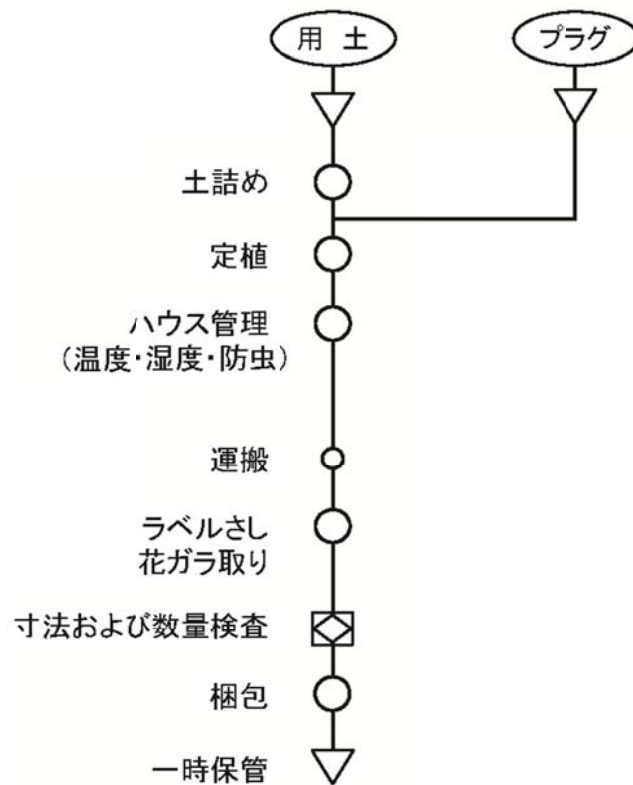 用 土
プラグ
土詰め
定植
ハウス管理
(温度･湿度･防虫)
運搬
ラベルさし
花ガラ取り
寸法および数量検査
梱包
一時保管